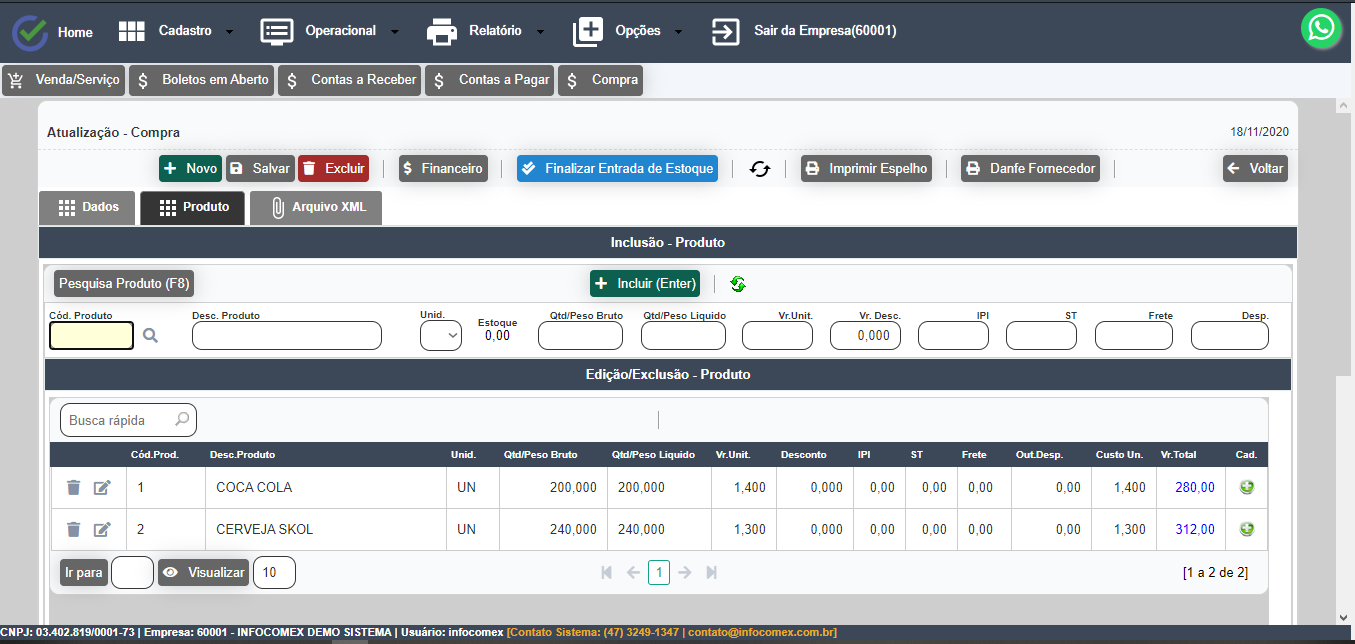 Home Cadastro Operacional Relatório Opções Sair da Empresa(60001)
Venda/Serviço $ Boletos em Aberto $ Contas a Receber $ Contas a Pagar $ Compra
Atualização - Compra 18/11/2020
+ Novo Salvar Excluir $ Financeiro Finalizar Entrada de Estoque Imprimir Espelho Danfe Fornecedor Voltar
Dados Produto Arquivo XML
Inclusão - Produto
Pesquisa Produto (F8) + Incluir (Enter)
Cód. Produto Desc. Produto Unid. Estoque Qtd/Peso Bruto Qtd/Peso Liquido Vr.Unit. Vr. Desc. IPI ST Frete Desp.
0,00 0,000
Edição/Exclusão - Produto
Busca rápida
Cód.Prod. Desc.Produto Unid. Qtd/Peso Bruto Qtd/Peso Liquido Vr.Unit. Desconto IPI ST Frete Out.Desp. Custo Un. Vr.Total Cad.
1 COCA COLA UN 200,000 200,000 1,400 0,000 0,00 0,00 0,00 0,00 1,400 280,00
2 CERVEJA SKOL UN 240,000 240,000 1,300 0,000 0,00 0,00 0,00 0,00 1,300 312,00
Ir para Visualizar 10 1 [1 a 2 de 2]
CNPJ: 03.402.819/0001-73 | Empresa: 60001 - INFOCOMEX DEMO SISTEMA | Usuário: infocomex [Contato Sistema: (47) 3249-1347 | contato@infocomex.com.br]